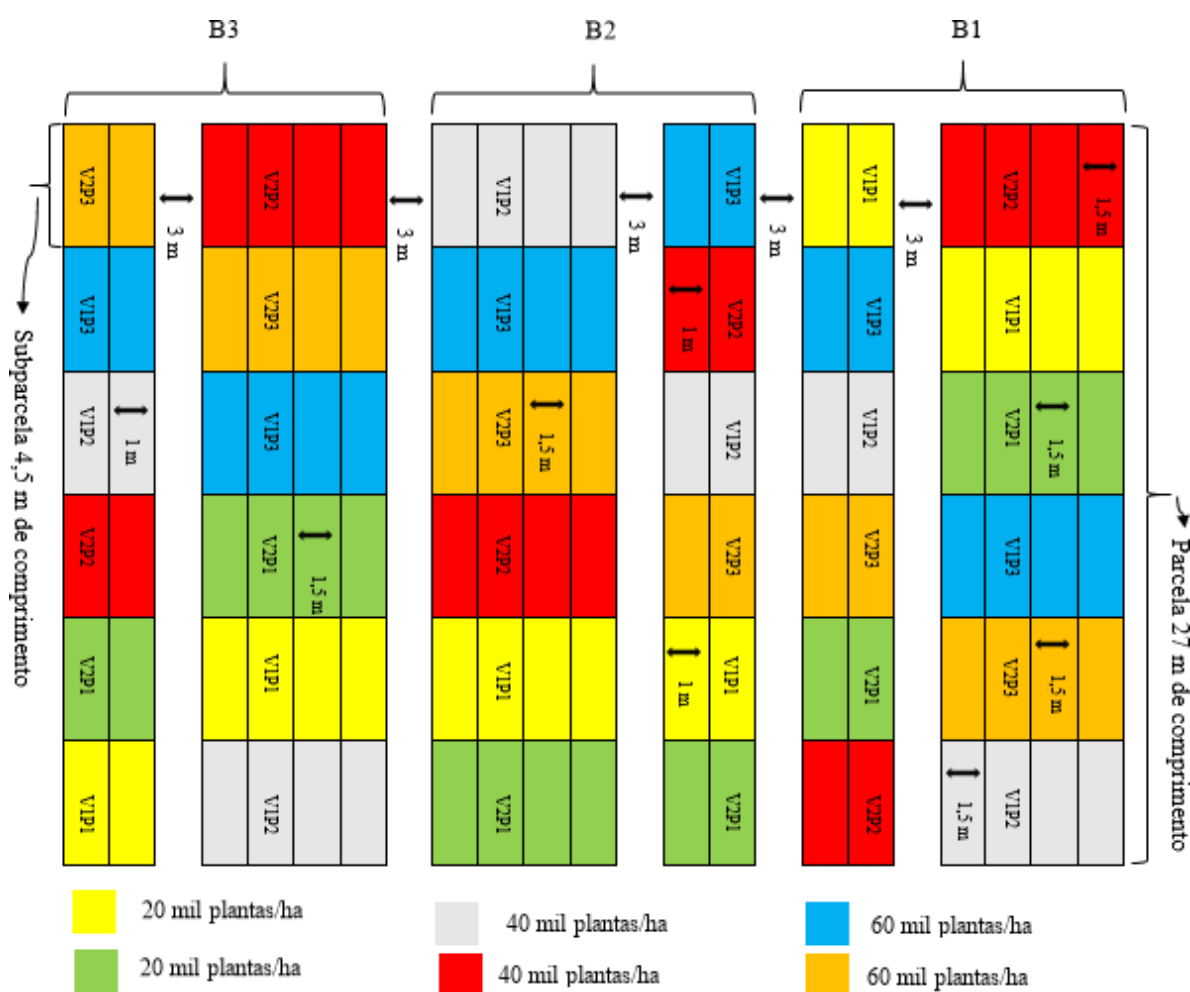 B3
B2
B1
V2P3
V2P2
V1P2
V1P3
V1P1
V2P2
1,5 m
3 m
3 m
3 m
3 m
3 m
V1P3
V2P3
V1P3
1 m
V2P2
V1P3
V1P1
V1P2
1 m
V1P3
V2P3
1,5 m
V1P2
V1P2
V2P1
1,5 m
V2P2
V2P1
1,5 m
V2P2
V2P3
V2P3
V1P3
V2P1
V1P1
V1P1
1 m
V1P1
V2P1
V2P3
1,5 m
V1P1
V1P2
V2P1
V2P1
V2P2
1,5 m
V1P2
Subparcela 4,5 m de comprimento
Parcela 27 m de comprimento
20 mil plantas/ha
40 mil plantas/ha
60 mil plantas/ha
20 mil plantas/ha
40 mil plantas/ha
60 mil plantas/ha